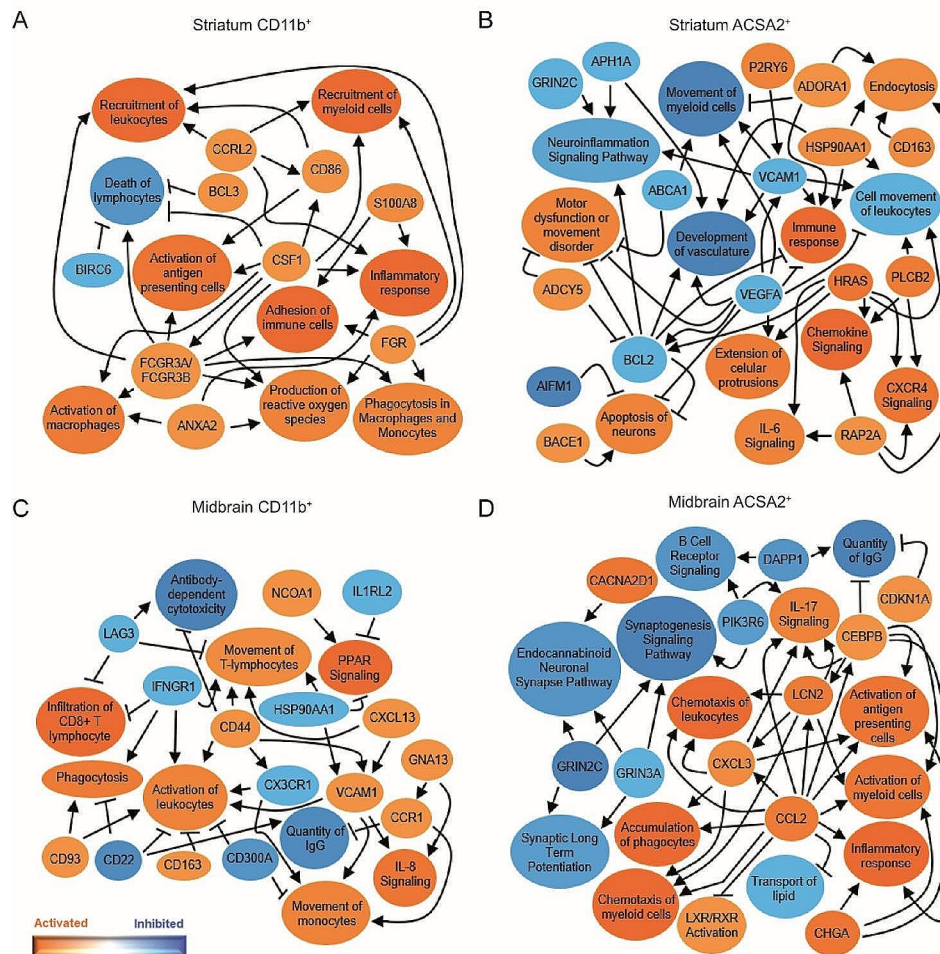 A
Striatum CD11b+
Recruitment of
leukocytes
Recruitment of
myeloid cells
CCRL2
CD86
Death of
lymphocytes
BCL3
S100A8
BIRC6
Activation of
antigen
presenting cells
CSF1
Inflammatory
response
Adhesion of
immune cells
FGR
FCGR3A/
FCGR3B
Activation of
macrophages
ANXA2
Production of
reactive oxygen
species
Phagocytosis in
Macrophages and
Monocytes
B
Striatum ACSA2+
GRIN2C
APH1A
Movement of
myeloid cells
P2RY6
ADORA1
Endocytosis
Neuroinflammation
Signaling Pathway
HSP90AA1
CD163
ABCA1
VCAM1
Cell movement
of leukocytes
Motor
dysfunction or
movement
disorder
Development
of vasculature
Immune
response
ADCY5
VEGFA
HRAS
PLCB2
BCL2
Extension of
celular
protrusions
Chemokine
Signaling
AIFM1
CXCR4
Signaling
Apoptosis of
neurons
BACE1
IL-6
Signaling
RAP2A
C
Midbrain CD11b+
Antibody-
dependent
cytotoxicity
NCOA1
IL1RL2
LAG3
Movement of
T-lymphocytes
PPAR
Signaling
IFNGR1
Infiltration of
CD8+ T
lymphocyte
HSP90AA1
CD44
CXCL13
GNA13
Phagocytosis
Activation of
leukocytes
CX3CR1
VCAM1
CCR1
Quantity of
IgG
CD93
CD22
CD163
CD300A
IL-8
Signaling
Movement of
monocytes
Activated
Inhibited
D
Midbrain ACSA2+
B Cell
Receptor
Signaling
DAPP1
Quantity
of IgG
CACNA2D1
CDKN1A
Synaptogenesis
Signaling
Pathway
PIK3R6
IL-17
Signaling
CEBPB
Endocannabinoid
Neuronal
Synapse Pathway
Chemotaxis of
leukocytes
LCN2
Activation of
antigen
presenting
cells
GRIN2C
GRIN3A
CXCL3
Activation of
myeloid cells
Accumulation
of phagocytes
CCL2
Synaptic Long
Term
Potentiation
Inflammatory
response
Transport of
lipid
Chemotaxis of
myeloid cells
LXR/RXR
Activation
CHGA